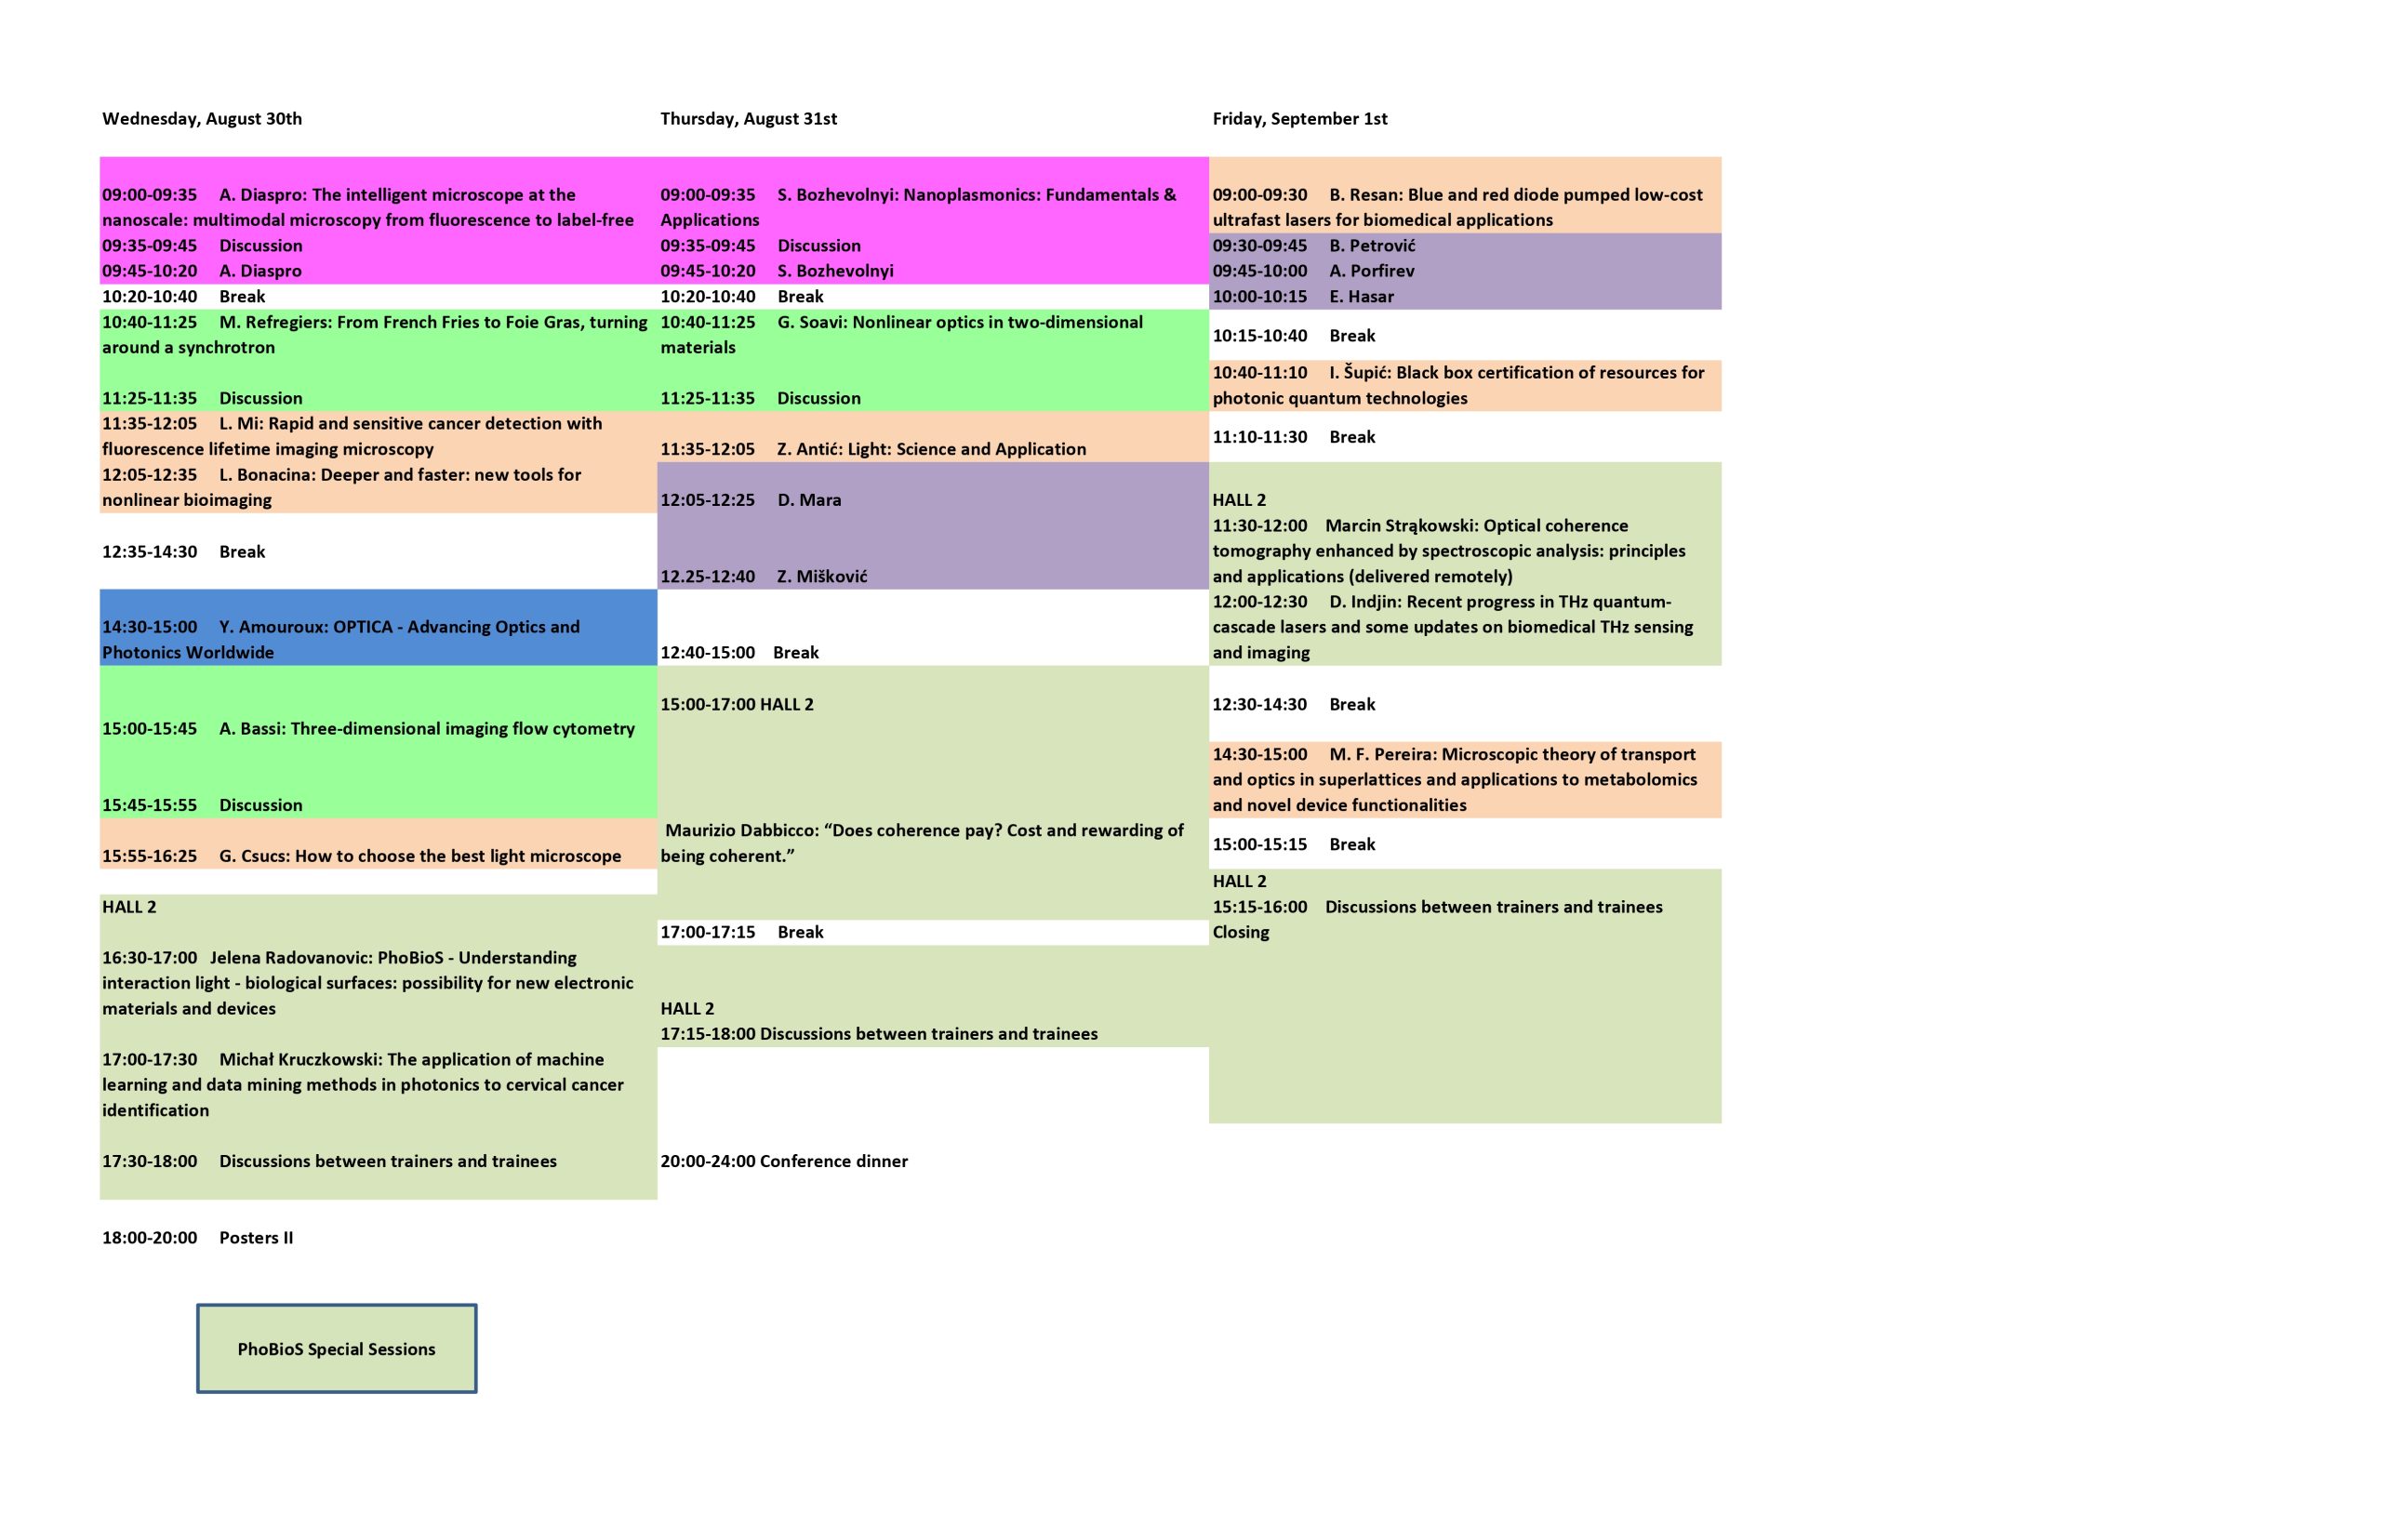 Wednesday, August 30th
09:00-09:35 A. Diaspro: The intelligent microscope at the
nanoscale: multimodal microscopy from fluorescence to label-free
09:35-09:45 Discussion
09:45-10:20 A. Diaspro
10:20-10:40 Break
10:40-11:25 M. Refregiers: From French Fries to Foie Gras, turning
around a synchrotron
11:25-11:35 Discussion
11:35-12:05 L. Mi: Rapid and sensitive cancer detection with
fluorescence lifetime imaging microscopy
12:05-12:35 L. Bonacina: Deeper and faster: new tools for
nonlinear bioimaging
12:35-14:30 Break
14:30-15:00 Y. Amouroux: OPTICA - Advancing Optics and
Photonics Worldwide
15:00-15:45 A. Bassi: Three-dimensional imaging flow cytometry
15:45-15:55 Discussion
15:55-16:25 G. Csucs: How to choose the best light microscope
HALL 2
16:30-17:00 Jelena Radovanovic: PhoBioS - Understanding
interaction light - biological surfaces: possibility for new electronic
materials and devices
17:00-17:30 Michał Kruczkowski: The application of machine
learning and data mining methods in photonics to cervical cancer
identification
17:30-18:00 Discussions between trainers and trainees
18:00-20:00 Posters II
Thursday, August 31st
09:00-09:35 S. Bozhevolnyi: Nanoplasmonics: Fundamentals &
Applications
09:35-09:45 Discussion
09:45-10:20 S. Bozhevolnyi
10:20-10:40 Break
10:40-11:25 G. Soavi: Nonlinear optics in two-dimensional
materials
11:25-11:35 Discussion
11:35-12:05 Z. Antić: Light: Science and Application
12:05-12:25 D. Mara
12.25-12:40 Z. Mišković
12:40-15:00 Break
15:00-17:00 HALL 2
Maurizio Dabbicco: “Does coherence pay? Cost and rewarding of
being coherent.”
17:00-17:15 Break
HALL 2
17:15-18:00 Discussions between trainers and trainees
20:00-24:00 Conference dinner
Friday, September 1st
09:00-09:30 B. Resan: Blue and red diode pumped low-cost
ultrafast lasers for biomedical applications
09:30-09:45 B. Petrović
09:45-10:00 A. Porfirev
10:00-10:15 E. Hasar
10:15-10:40 Break
10:40-11:10 I. Šupić: Black box certification of resources for
photonic quantum technologies
11:10-11:30 Break
HALL 2
11:30-12:00 Marcin Strąkowski: Optical coherence
tomography enhanced by spectroscopic analysis: principles
and applications (delivered remotely)
12:00-12:30 D. Indjin: Recent progress in THz quantum-
cascade lasers and some updates on biomedical THz sensing
and imaging
12:30-14:30 Break
14:30-15:00 M. F. Pereira: Microscopic theory of transport
and optics in superlattices and applications to metabolomics
and novel device functionalities
15:00-15:15 Break
HALL 2
15:15-16:00 Discussions between trainers and trainees
Closing
PhoBioS Special Sessions